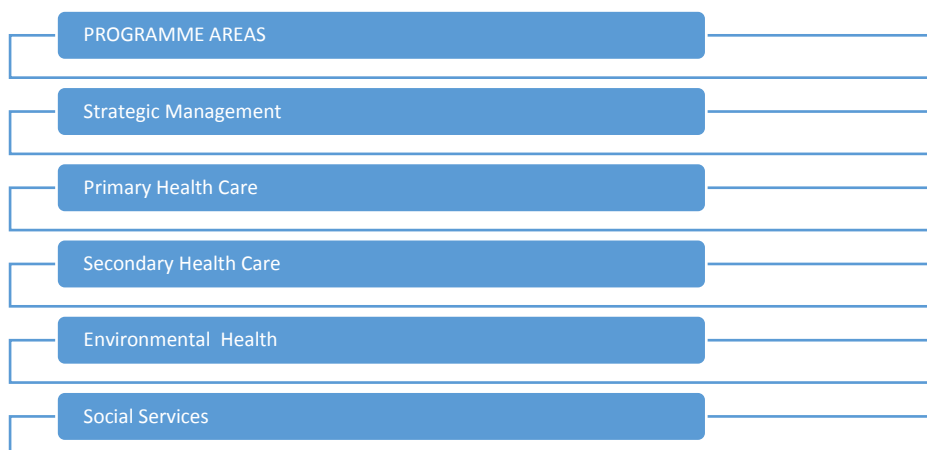 PROGRAMME AREAS
Strategic Management
Primary Health Care
Secondary Health Care
Environmental  Health
Social Services